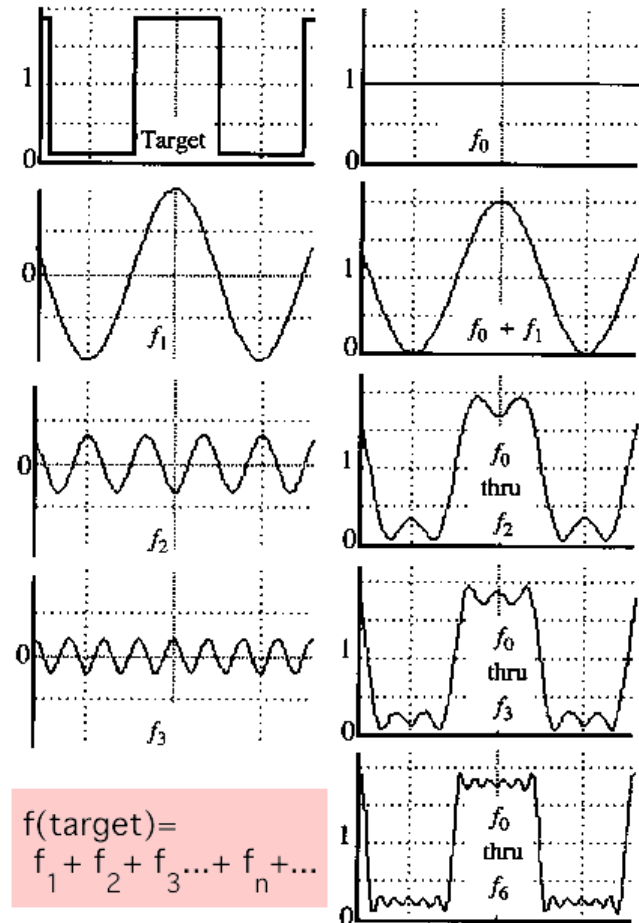 1
0
Target
1
0
f0
0
f1
1
0
f0 + f1
0
f2
1
0
f0
thru
f2
0
f3
1
0
f0
thru
f3
f(target)=
f1 + f2 + f3...+ fn+...
1
0
f0
thru
f6